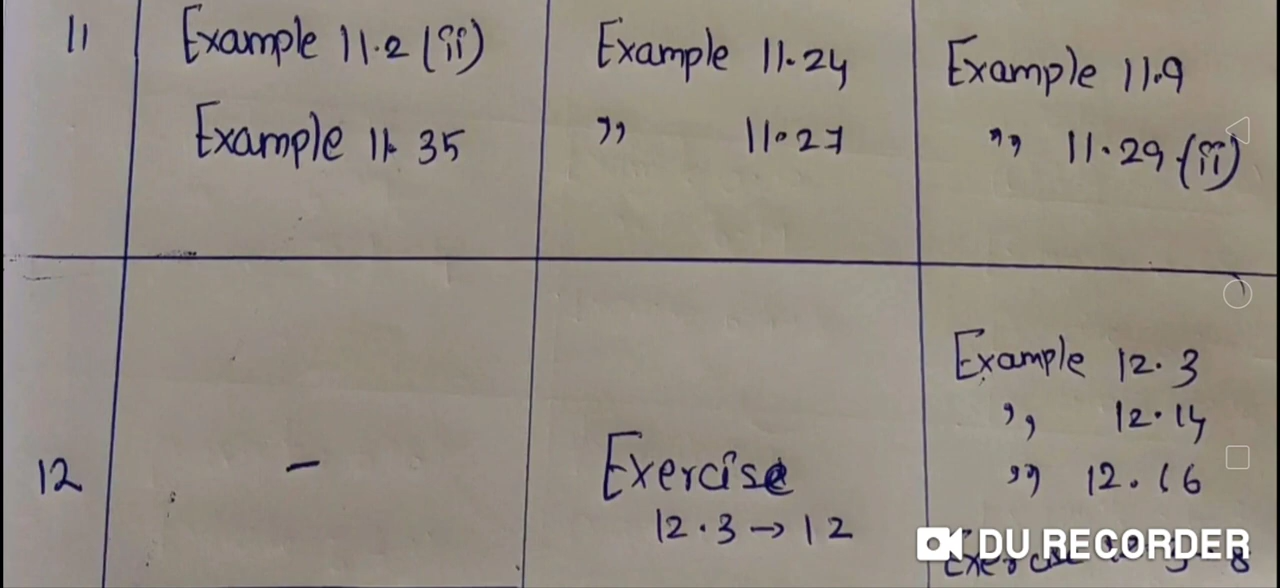 11
Example 11.2 (ii)
Example 11.35
Example 11.24
,, 11.27
Example 11.9
,, 11.29 (ii)
12
-
Exercise
12.3 → 12
Example 12.3
,, 12.14
,, 12.16
Exercise
DU RECORDER